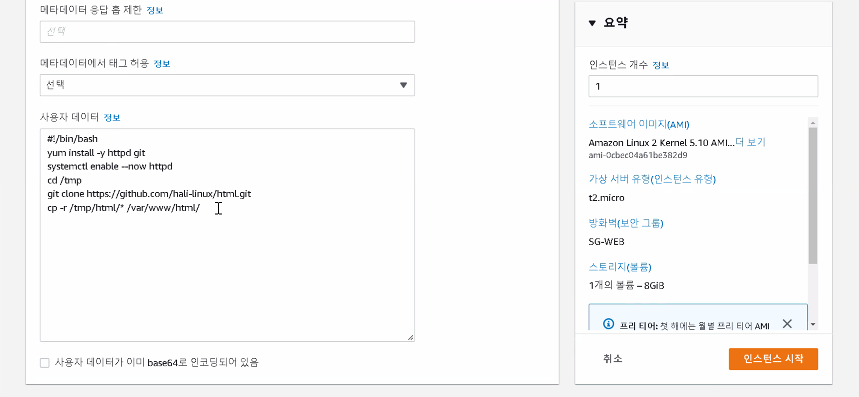 메타데이터 응답 홉 제한 정보
선택
메타데이터에서 태그 허용 정보
선택
사용자 데이터 정보
#!/bin/bash
yum install -y httpd git
systemctl enable --now httpd
cd /tmp
git clone https://github.com/hali-linux/html.git
cp -r /tmp/html/* /var/www/html/
사용자 데이터가 이미 base64로 인코딩되어 있음
요약
인스턴스 개수 정보
1
소프트웨어 이미지(AMI)
Amazon Linux 2 Kernel 5.10 AMI...더 보기
ami-0cbec04a61be382d9
가상 서버 유형(인스턴스 유형)
t2.micro
방화벽(보안 그룹)
SG-WEB
스토리지(볼륨)
1개의 볼륨 – 8GiB
프리 티어: 첫 해에는 월별 프리 티어 AMI
취소
인스턴스 시작